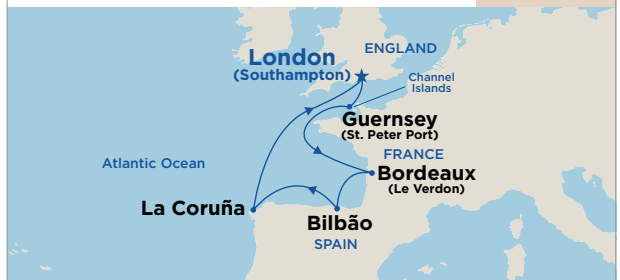 ENGLAND
London
(Southampton)
Channel
Islands
Guernsey
(St. Peter Port)
FRANCE
Atlantic Ocean
Bordeaux
(Le Verdon)
La Coruña
Bilbão
SPAIN